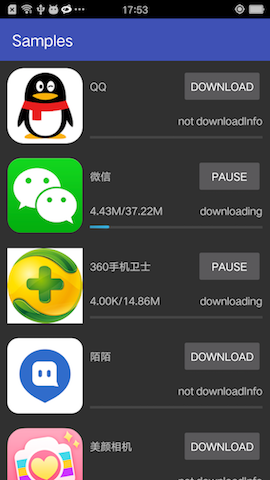 17:53
Samples
QQ
DOWNLOAD
not downloadInfo
微信
PAUSE
4.43M/37.22M
downloading
360手机卫士
PAUSE
4.00K/14.86M
downloading
陌陌
DOWNLOAD
not downloadInfo
美颜相机
DOWNLOAD
not downloadInfo